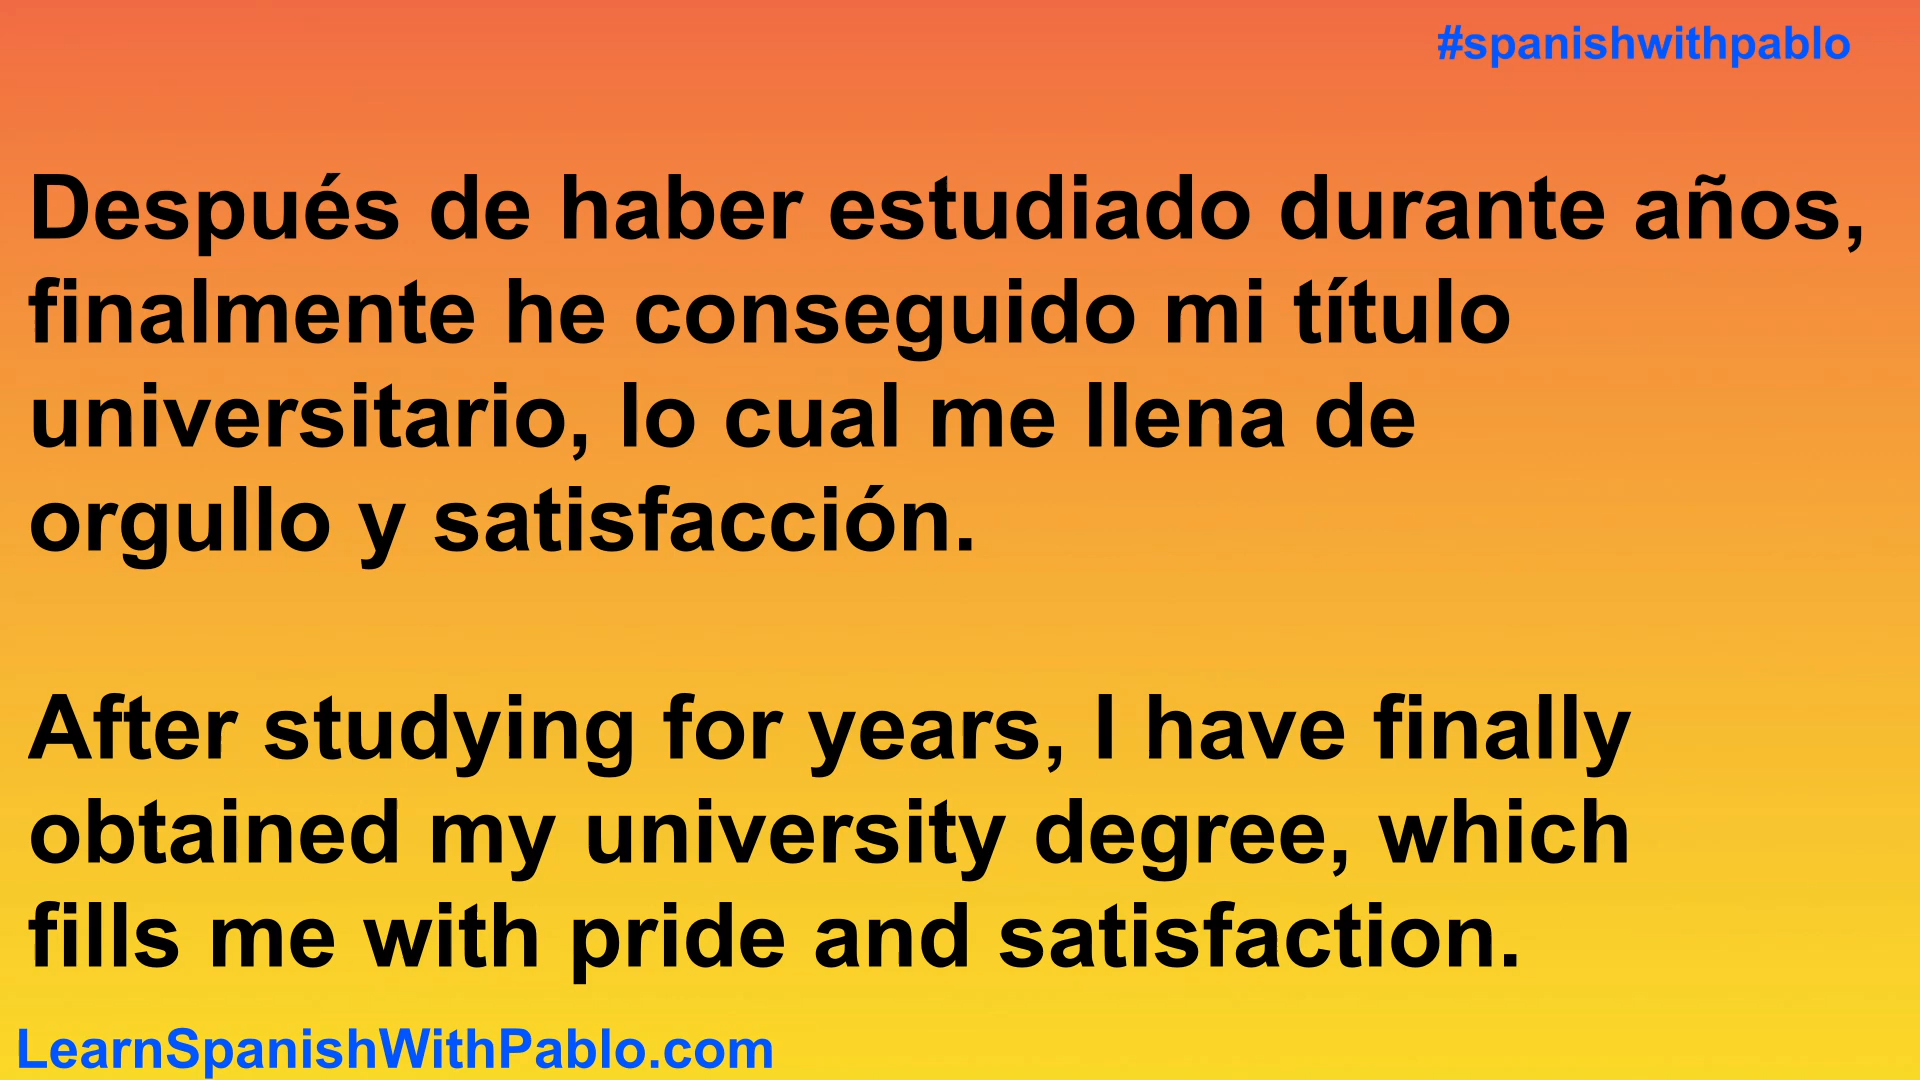 #spanishwithpablo
Después de haber estudiado durante años,
finalmente he conseguido mi título
universitario, lo cual me llena de
orgullo y satisfacción.
After studying for years, I have finally
obtained my university degree, which
fills me with pride and satisfaction.
LearnSpanishWithPablo.com